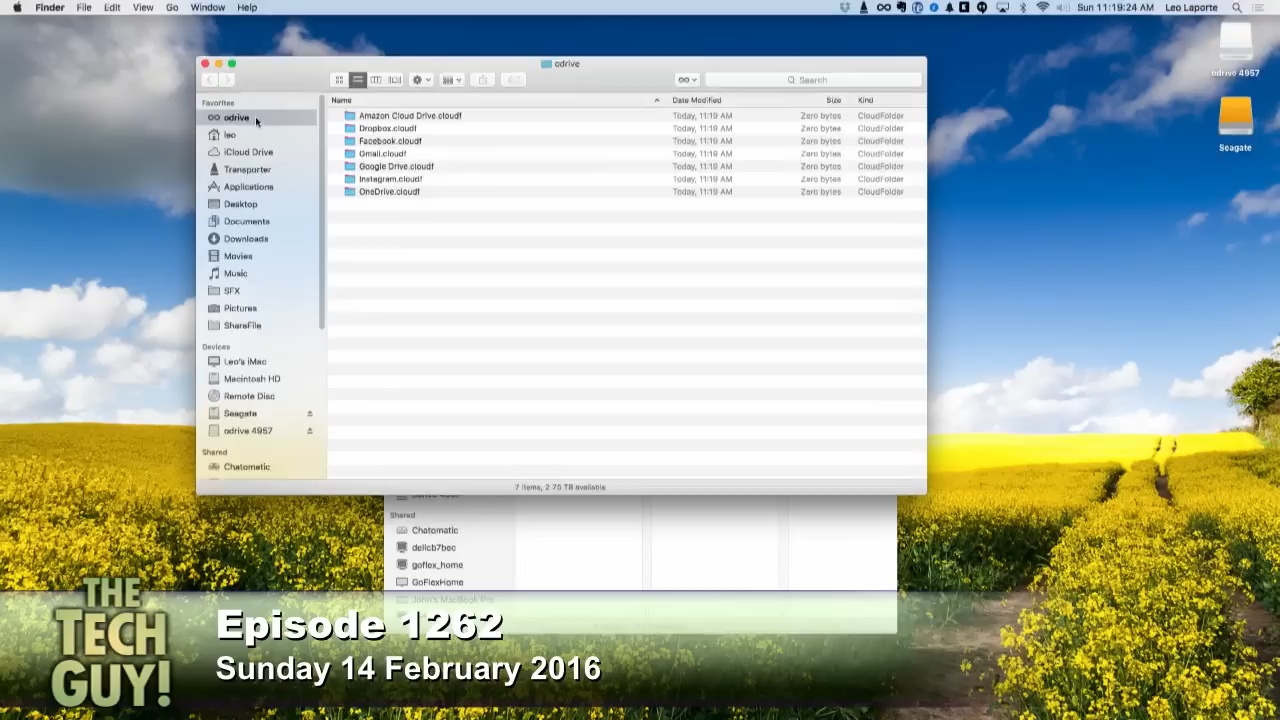 Finder File Edit View Go Window Help Sun 11:19:24 AM Leo Laporte
odrive 4957
Seagate
odrive
Search
Favorites
odrive
leo
iCloud Drive
Transporter
Applications
Desktop
Documents
Downloads
Movies
Music
SFX
Pictures
ShareFile
Devices
Leo's iMac
Macintosh HD
Remote Disc
Seagate
odrive 4957
Shared
Chatomatic
Name Date Modified Size Kind
Amazon Cloud Drive.cloudf Today, 11:19 AM Zero bytes CloudFolder
Dropbox.cloudf Today, 11:19 AM Zero bytes CloudFolder
Facebook.cloudf Today, 11:19 AM Zero bytes CloudFolder
Gmail.cloudf Today, 11:19 AM Zero bytes CloudFolder
Google Drive.cloudf Today, 11:19 AM Zero bytes CloudFolder
Instagram.cloudf Today, 11:19 AM Zero bytes CloudFolder
OneDrive.cloudf Today, 11:19 AM Zero bytes CloudFolder
7 items, 2.75 TB available
Shared
Chatomatic
dellcb7bec
goflex_home
GoFlexHome
John's MacBook Pro
THE
TECH
GUY!
Episode 1262
Sunday 14 February 2016